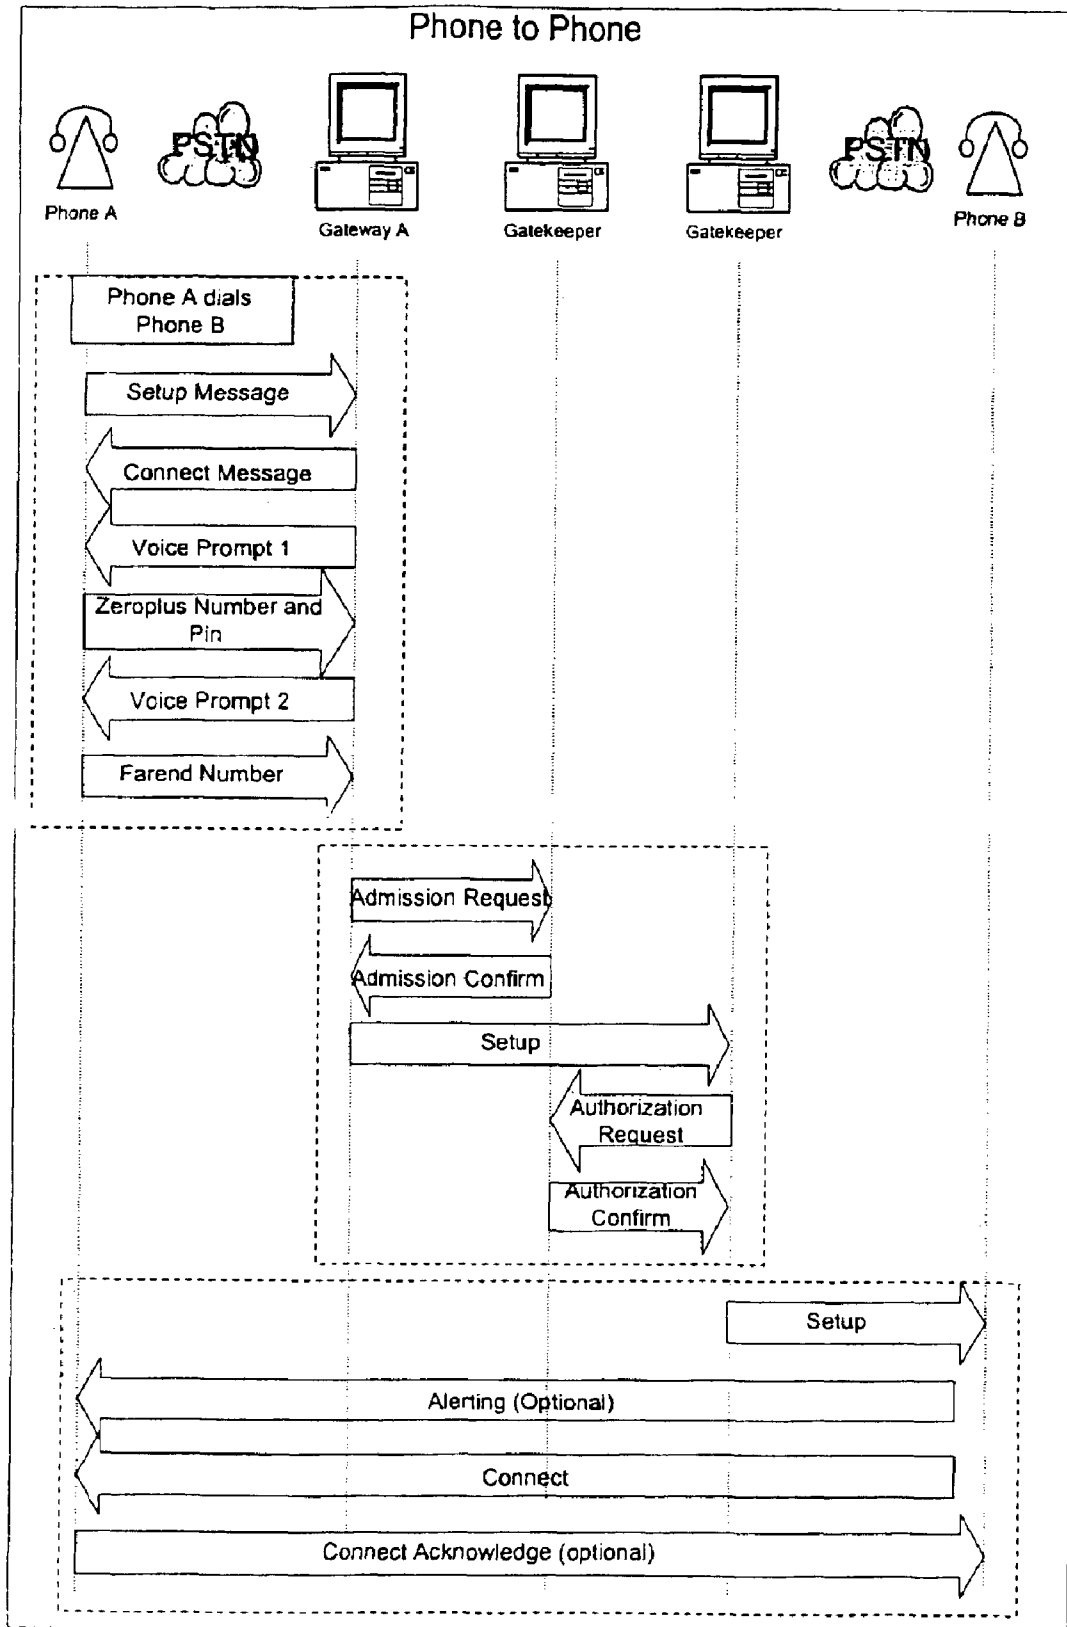 Phone to Phone
PSTN
PSTN
Phone A
Gateway A
Gatekeeper
Gatekeeper
Phone B
Phone A dials
Phone B
Setup Message
Connect Message
Voice Prompt 1
Zeroplus Number and
Pin
Voice Prompt 2
Farend Number
Admission Request
Admission Confirm
Setup
Authorization
Request
Authorization
Confirm
Setup
Alerting (Optional)
Connect
Connect Acknowledge (optional)